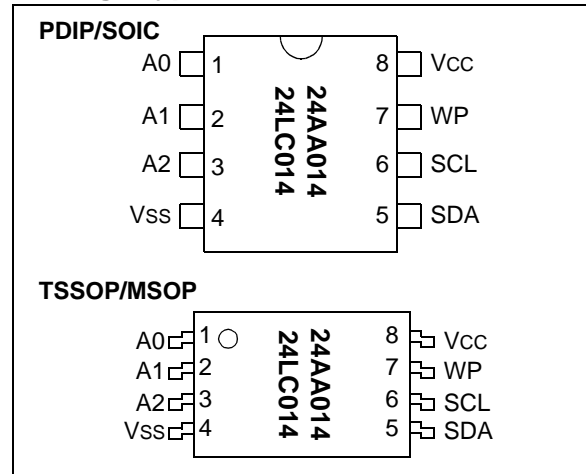 PDIP/SOIC
A0 1 8 VCC
A1 2 7 WP
A2 3 6 SCL
VSS 4 5 SDA
24AA014
24LC014
TSSOP/MSOP
A0 1 8 VCC
A1 2 7 WP
A2 3 6 SCL
VSS 4 5 SDA
24AA014
24LC014